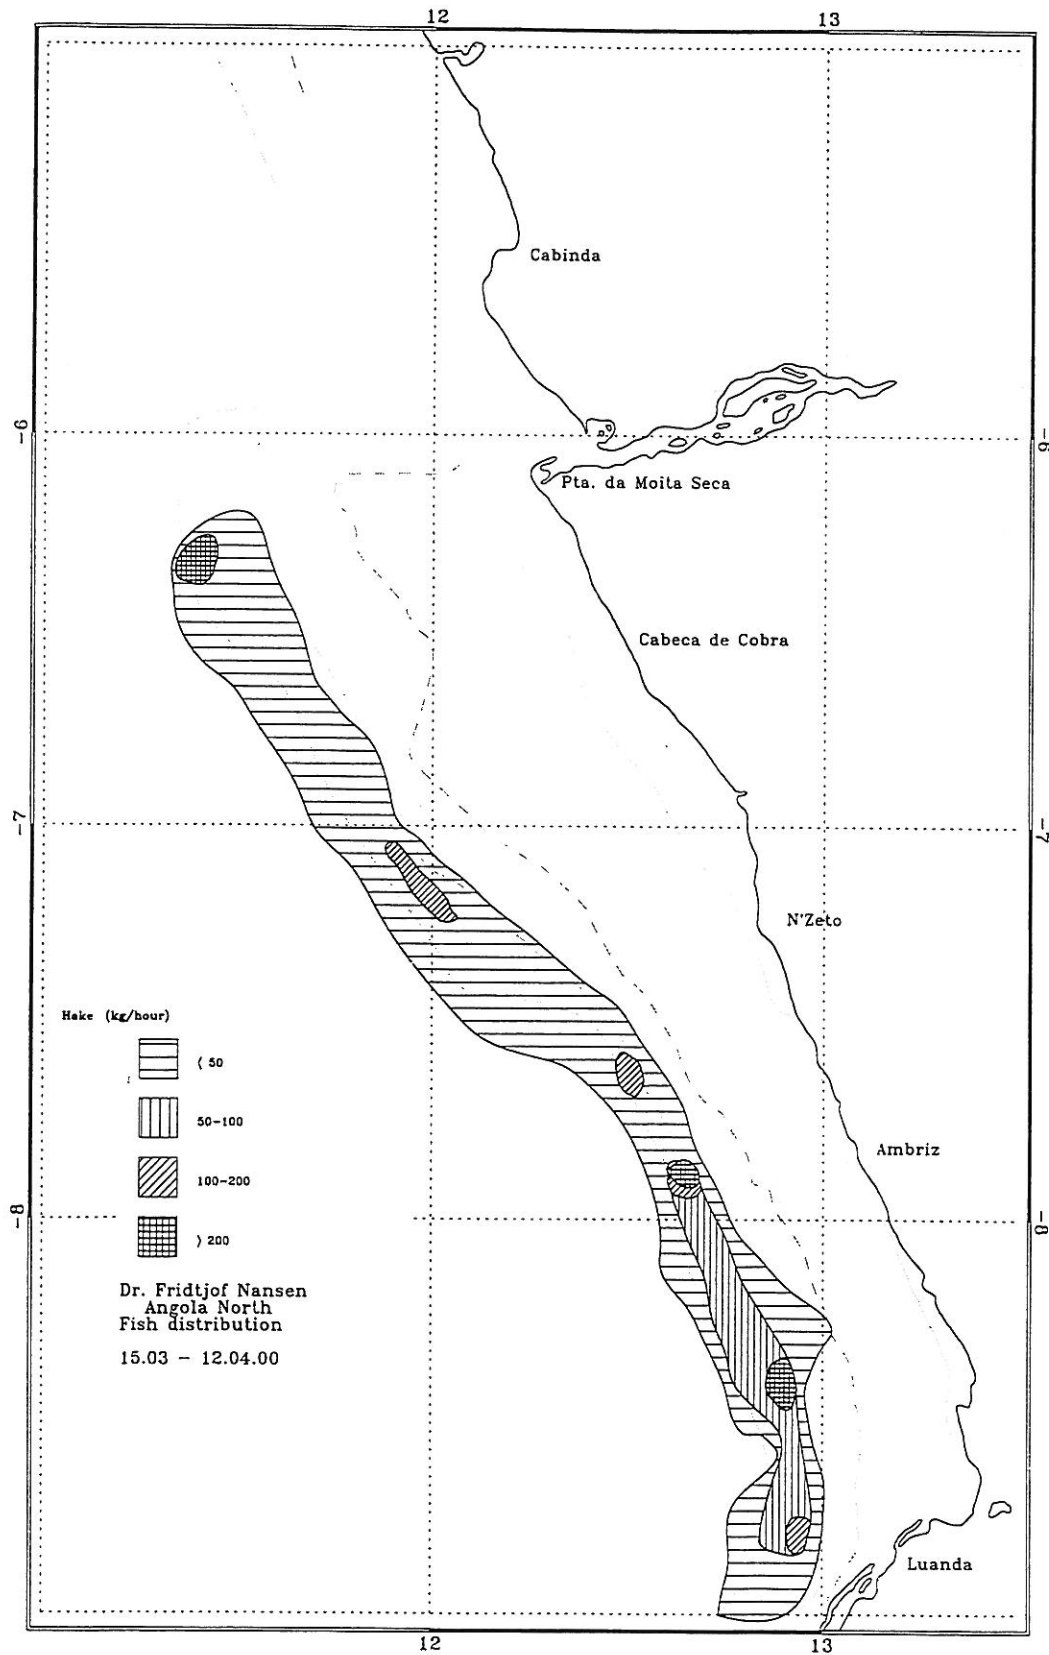 12 13
Cabinda
-6 -6
Pta. da Moita Seca
Cabeca de Cobra
-7 -7
N'Zeto
Hake (kg/hour)
⟨ 50
50-100
Ambriz
100-200
-8 -8
⟩ 200
Dr. Fridtjof Nansen
Angola North
Fish distribution
15.03 - 12.04.00
Luanda
12 13